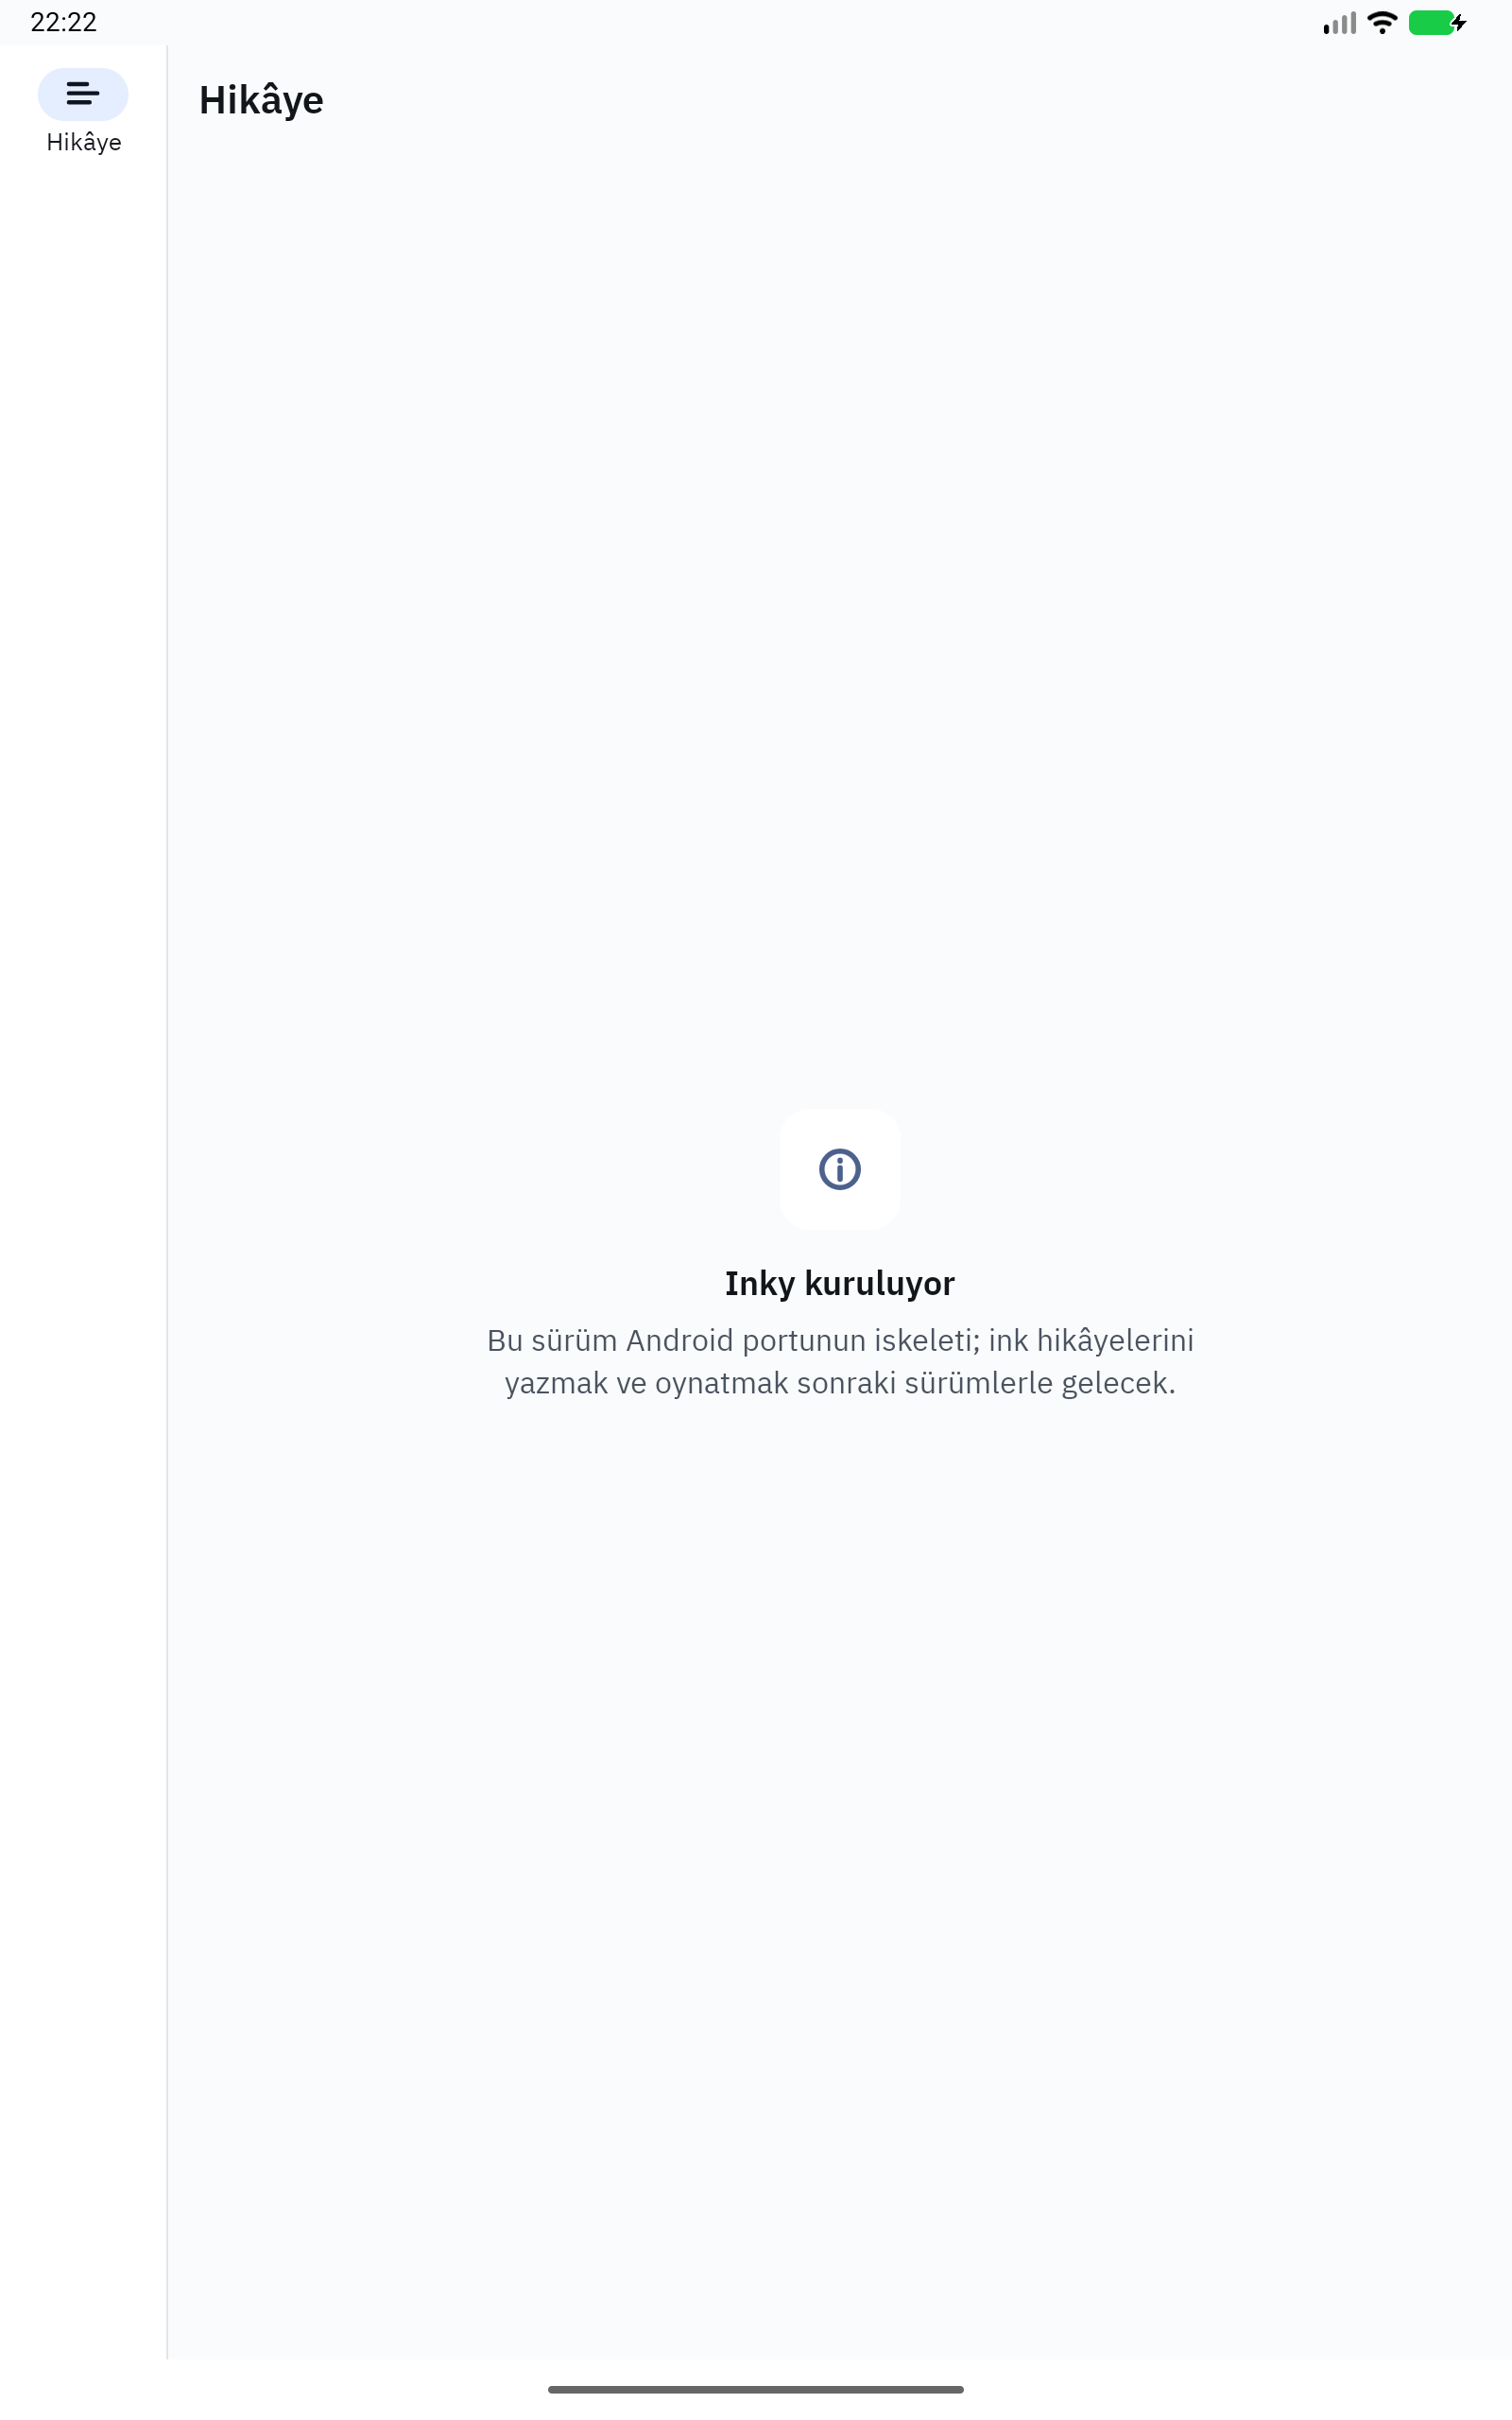 22:22
Hikâye
Hikâye
Inky kuruluyor
Bu sürüm Android portunun iskeleti; ink hikâyelerini
yazmak ve oynatmak sonraki sürümlerle gelecek.